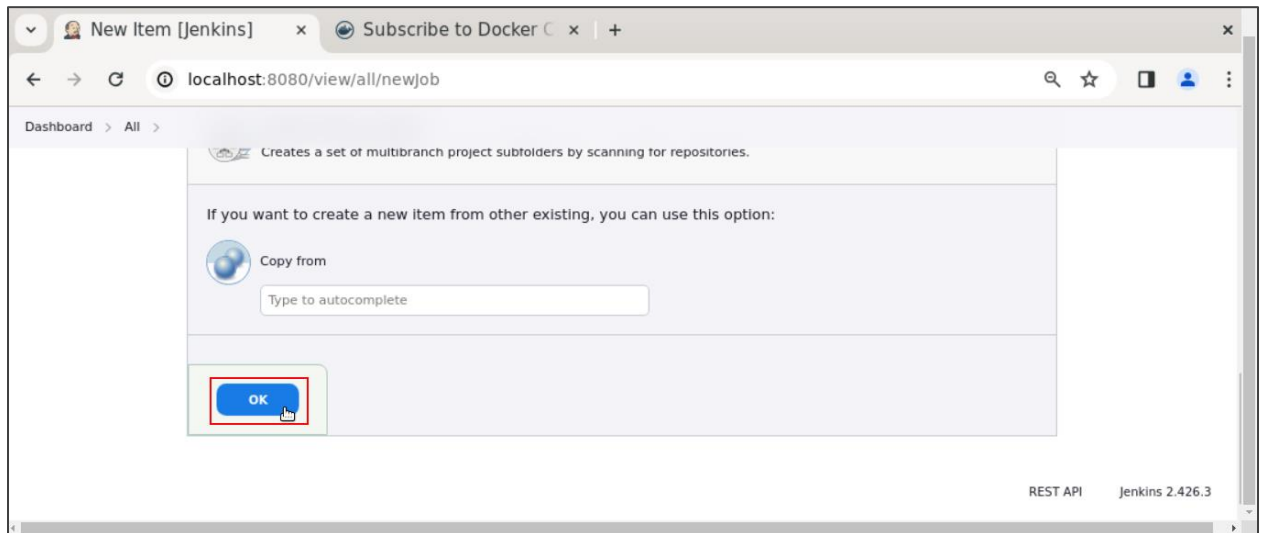 New Item [Jenkins]
Subscribe to Docker C
localhost:8080/view/all/newJob
Dashboard > All >
Creates a set of multibranch project subfolders by scanning for repositories.
If you want to create a new item from other existing, you can use this option:
Copy from
Type to autocomplete
OK
REST API Jenkins 2.426.3